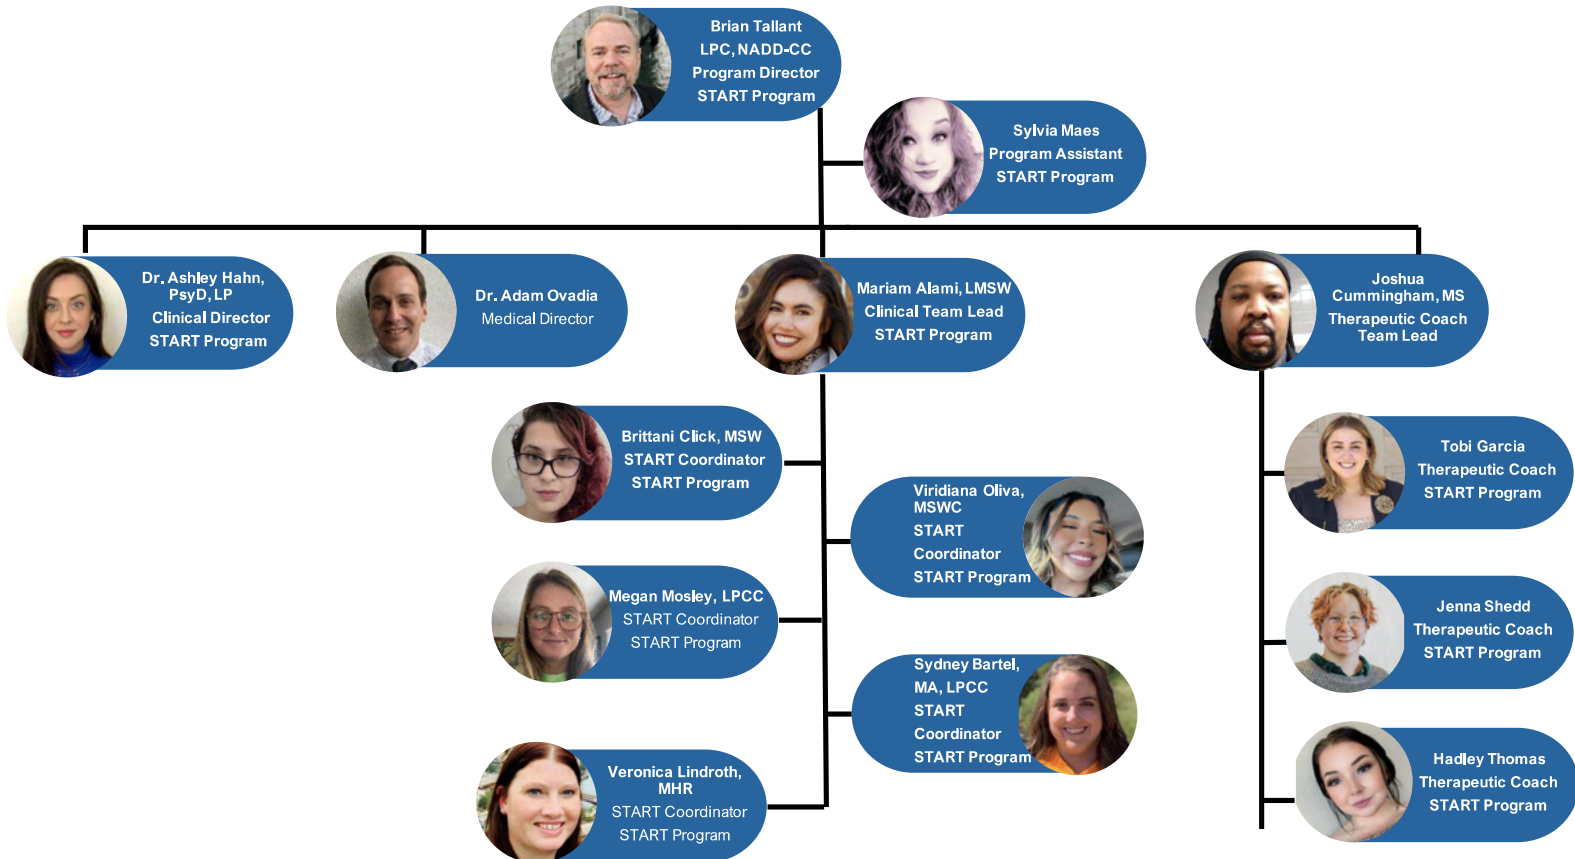 Brian Tallant
LPC, NADD-CC
Program Director
START Program
Sylvia Maes
Program Assistant
START Program
Dr. Ashley Hahn,
PsyD, LP
Clinical Director
START Program
Dr. Adam Ovadia
Medical Director
Mariam Alami, LMSW
Clinical Team Lead
START Program
Joshua
Cummingham, MS
Therapeutic Coach
Team Lead
Brittani Click, MSW
START Coordinator
START Program
Viridiana Oliva,
MSWC
START
Coordinator
START Program
Megan Mosley, LPCC
START Coordinator
START Program
Sydney Bartel,
MA, LPCC
START
Coordinator
START Program
Veronica Lindroth,
MHR
START Coordinator
START Program
Tobi Garcia
Therapeutic Coach
START Program
Jenna Shedd
Therapeutic Coach
START Program
Hadley Thomas
Therapeutic Coach
START Program